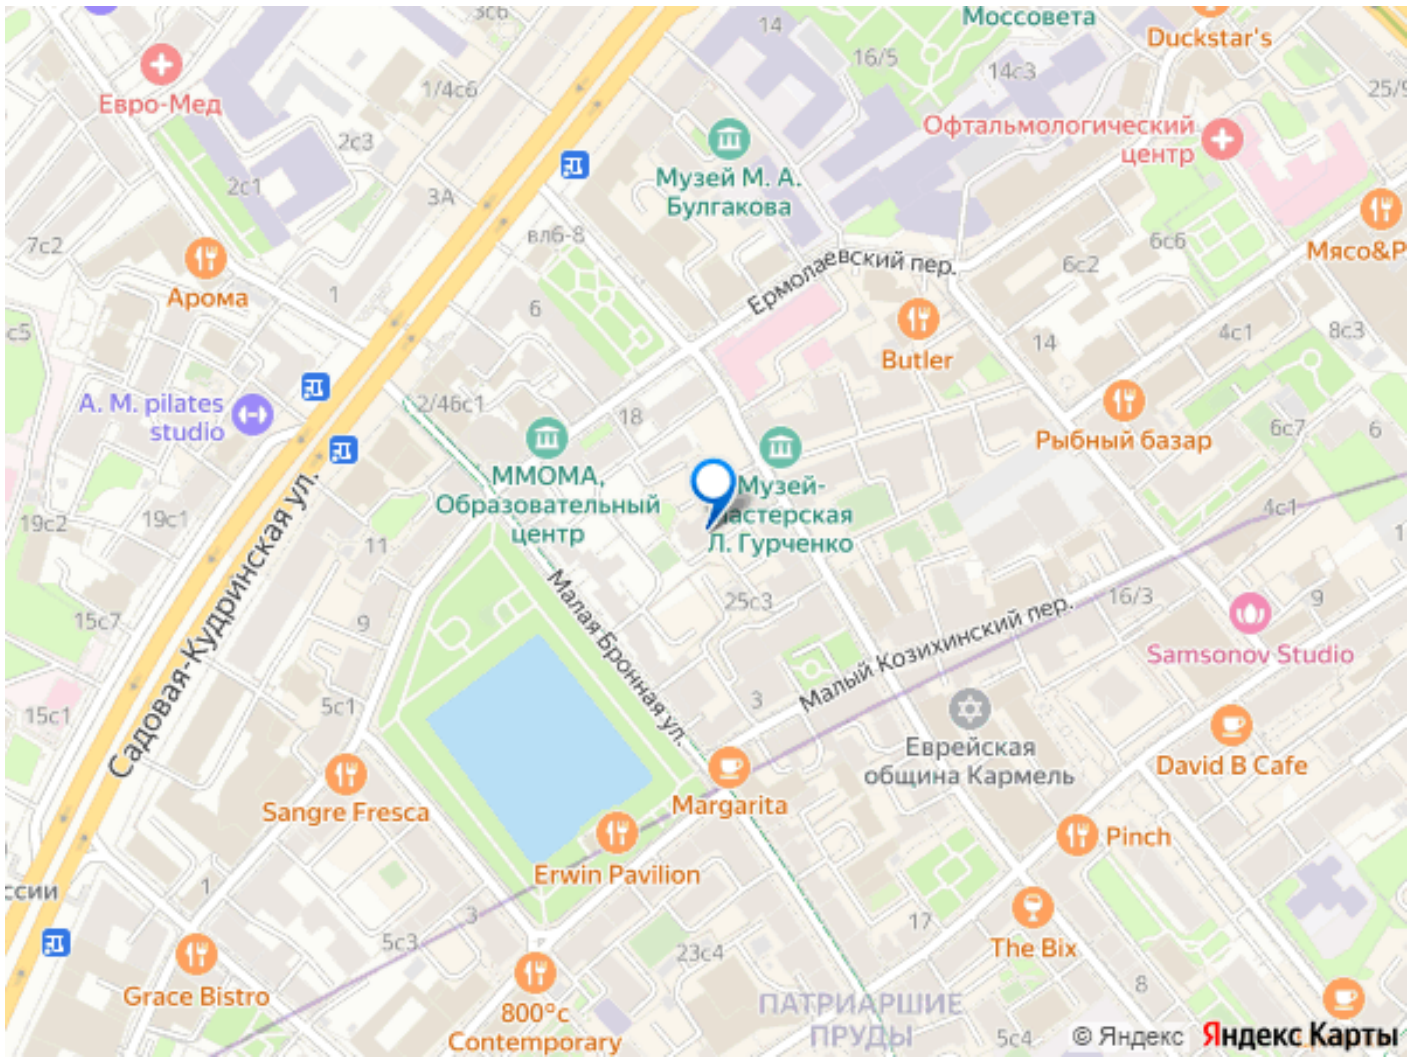 3с6
14
Моссовета
Duckstar's
16/5
14с3
25/9
Евро-Мед
1/4с6
2с3
Офтальмологический
центр
Музей М. А.
Булгакова
2с1
3А
7с2
вл6-8
6с6
Мясо&Р
Арома
1
6
Ермолаевский пер.
6с2
с5
Butler
14
4с1
8с3
A. M. pilates
studio
2/46с1
18
Рыбный базар
6с7
6
ММОМА,
Образовательный
центр
Музей-
мастерская
Л. Гурченко
19с2
19с1
11
4с1
Садовая-Кудринская ул.
Малая Бронная ул.
25с3
16/3
9
15с7
9
Малый Козихинский пер.
Samsonov Studio
15с1
5с1
3
Еврейская
община Кармель
David B Cafe
Sangre Fresca
Margarita
Pinch
Erwin Pavilion
ссии
1
3
5с3
17
The Bix
23с4
Grace Bistro
800°c
Contemporary
8
ПАТРИАРШИЕ
ПРУДЫ
5с4
© Яндекс
Яндекс Карты